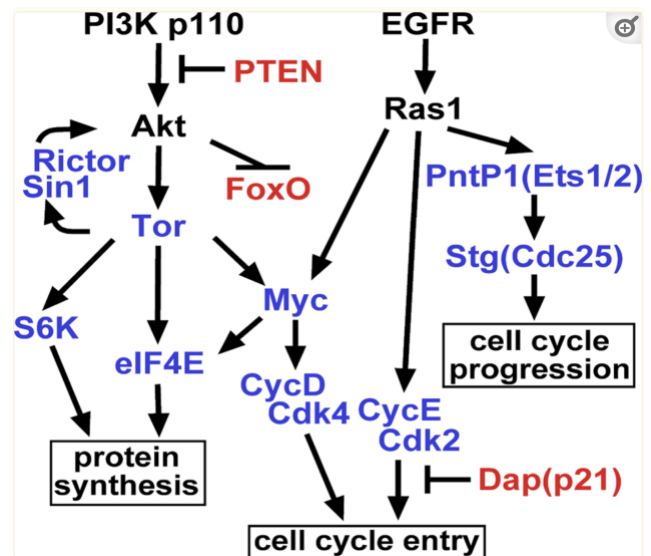 PI3K p110
EGFR
PTEN
Ras1
Akt
Rictor
Sin1
FoxO
PntP1(Ets1/2)
Tor
Stg(Cdc25)
Myc
S6K
eIF4E
cell cycle
progression
CycD
Cdk4
CycE
Cdk2
protein
synthesis
Dap(p21)
cell cycle entry